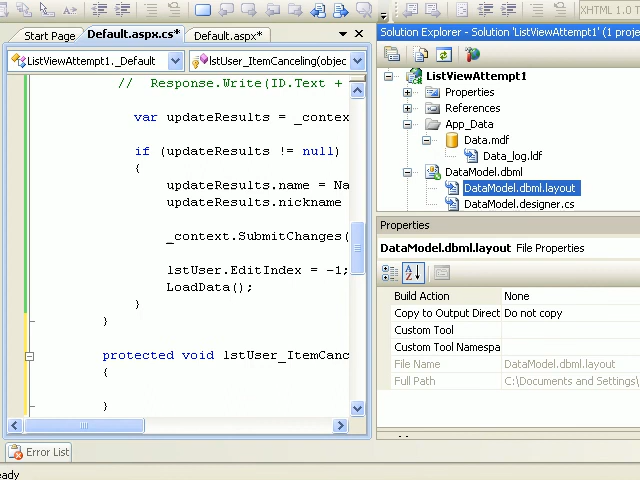 XHTML 1.0 T
Start Page
Default.aspx.cs*
Default.aspx*
ListViewAttempt1._Default
lstUser_ItemCanceling(objec
// Response.Write(ID.Text +
var updateResults = _contex
if (updateResults != null)
{
updateResults.name = Na
updateResults.nickname
_context.SubmitChanges(
lstUser.EditIndex = -1;
LoadData();
}
}
protected void lstUser_ItemCanc
{
}
Error List
eady
Solution Explorer - Solution 'ListViewAttempt1' (1 projec
ListViewAttempt1
Properties
References
App_Data
Data.mdf
Data_log.ldf
DataModel.dbml
DataModel.dbml.layout
DataModel.designer.cs
Properties
DataModel.dbml.layout File Properties
Build Action None
Copy to Output Direct Do not copy
Custom Tool
Custom Tool Namespa
File Name DataModel.dbml.layout
Full Path C:\Documents and Settings\